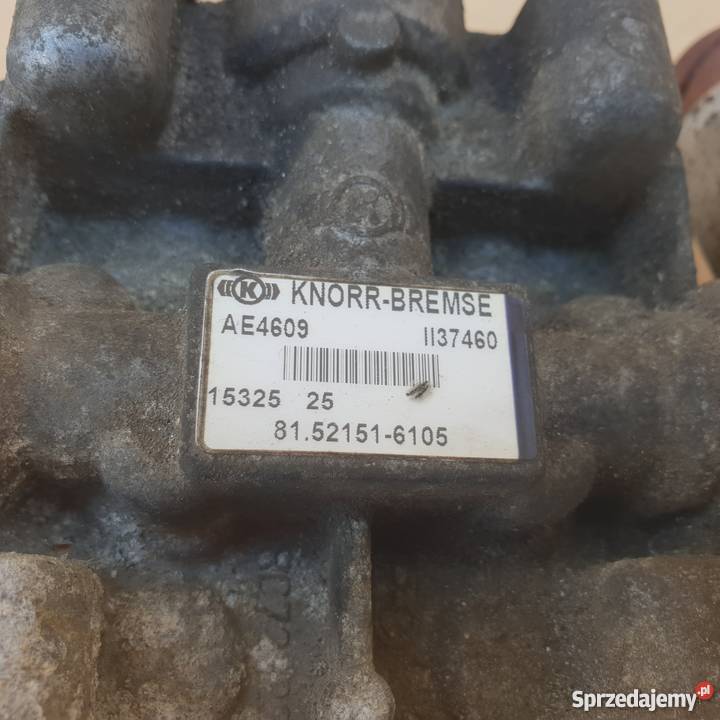 K KNORR-BREMSE
AE4609 II37460
15325 25
81.52151-6105
Sprzedajemy.pl